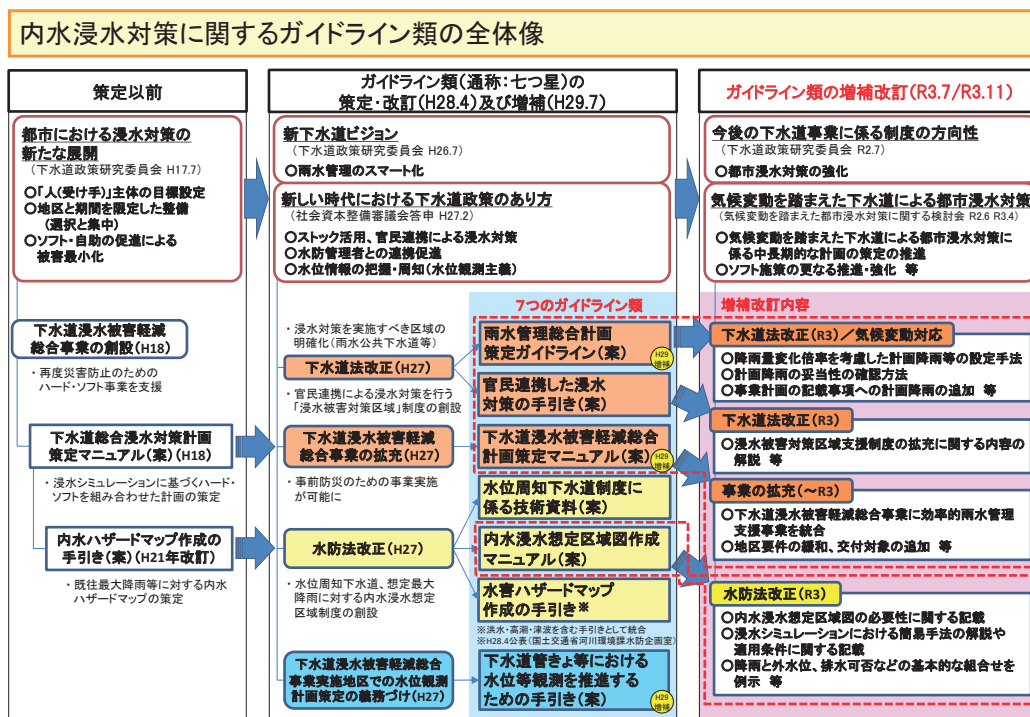 内水浸水対策に関するガイドライン類の全体像
策定以前
都市における浸水対策の
新たな展開
（下水道政策研究委員会 H17.7）
○「人（受け手）」主体の目標設定
○地区と期間を限定した整備
（選択と集中）
○ソフト・自助の促進による
被害最小化
下水道浸水被害軽減
総合事業の創設（H18）
・再度災害防止のための
ハード・ソフト事業を支援
下水道総合浸水対策計画
策定マニュアル（案）（H18）
・浸水シミュレーションに基づくハード・
ソフトを組み合わせた計画の策定
内水ハザードマップ作成の
手引き（案）（H21年改訂）
・既往最大降雨等に対する内水
ハザードマップの策定
ガイドライン類（通称：七つ星）の
策定・改訂（H28.4）及び増補（H29.7）
新下水道ビジョン
（下水道政策研究委員会 H26.7）
○雨水管理のスマート化
新しい時代における下水道政策のあり方
（社会資本整備審議会答申 H27.2）
○ストック活用、官民連携による浸水対策
○水防管理者との連携促進
○水位情報の把握・周知（水位観測主義）
・浸水対策を実施すべき区域の
明確化（雨水公共下水道等）
下水道法改正（H27）
・官民連携による浸水対策を行う
「浸水被害対策区域」制度の創設
下水道浸水被害軽減
総合事業の拡充（H27）
・事前防災のための事業実施
が可能に
水防法改正（H27）
・水位周知下水道、想定最大
降雨に対する内水浸水想定
区域制度の創設
下水道浸水被害軽減総合
事業実施地区での水位観測
計画策定の義務づけ（H27）
7つのガイドライン類
雨水管理総合計画
策定ガイドライン（案）
H29
増補
官民連携した浸水
対策の手引き（案）
下水道浸水被害軽減総合
計画策定マニュアル（案）
H29
増補
水位周知下水道制度に
係る技術資料（案）
内水浸水想定区域図作成
マニュアル（案）
水害ハザードマップ
作成の手引き※
※洪水・高潮・津波を含む手引きとして統合
※H28.4公表（国土交通省河川環境課水防企画室）
下水道管きょ等における
水位等観測を推進する
ための手引き（案）
H29
増補
ガイドライン類の増補改訂（R3.7/R3.11）
今後の下水道事業に係る制度の方向性
（下水道政策研究委員会 R2.7）
○都市浸水対策の強化
気候変動を踏まえた下水道による都市浸水対策
（気候変動を踏まえた都市浸水対策に関する検討会 R2.6 R3.4）
○気候変動を踏まえた下水道による都市浸水対策に
係る中長期的な計画の策定の推進
○ソフト施策の更なる推進・強化 等
増補改訂内容
下水道法改正（R3）／気候変動対応
○降雨量変化倍率を考慮した計画降雨等の設定手法
○計画降雨の妥当性の確認方法
○事業計画の記載事項への計画降雨の追加 等
下水道法改正（R3）
○浸水被害対策区域支援制度の拡充に関する内容の
解説 等
事業の拡充（～R3）
○下水道浸水被害軽減総合事業に効率的雨水管理
支援事業を統合
○地区要件の緩和、交付対象の追加 等
水防法改正（R3）
○内水浸水想定区域図の必要性に関する記載
○浸水シミュレーションにおける簡易手法の解説や
適用条件に関する記載
○降雨と外水位、排水可否などの基本的な組合せを
例示 等